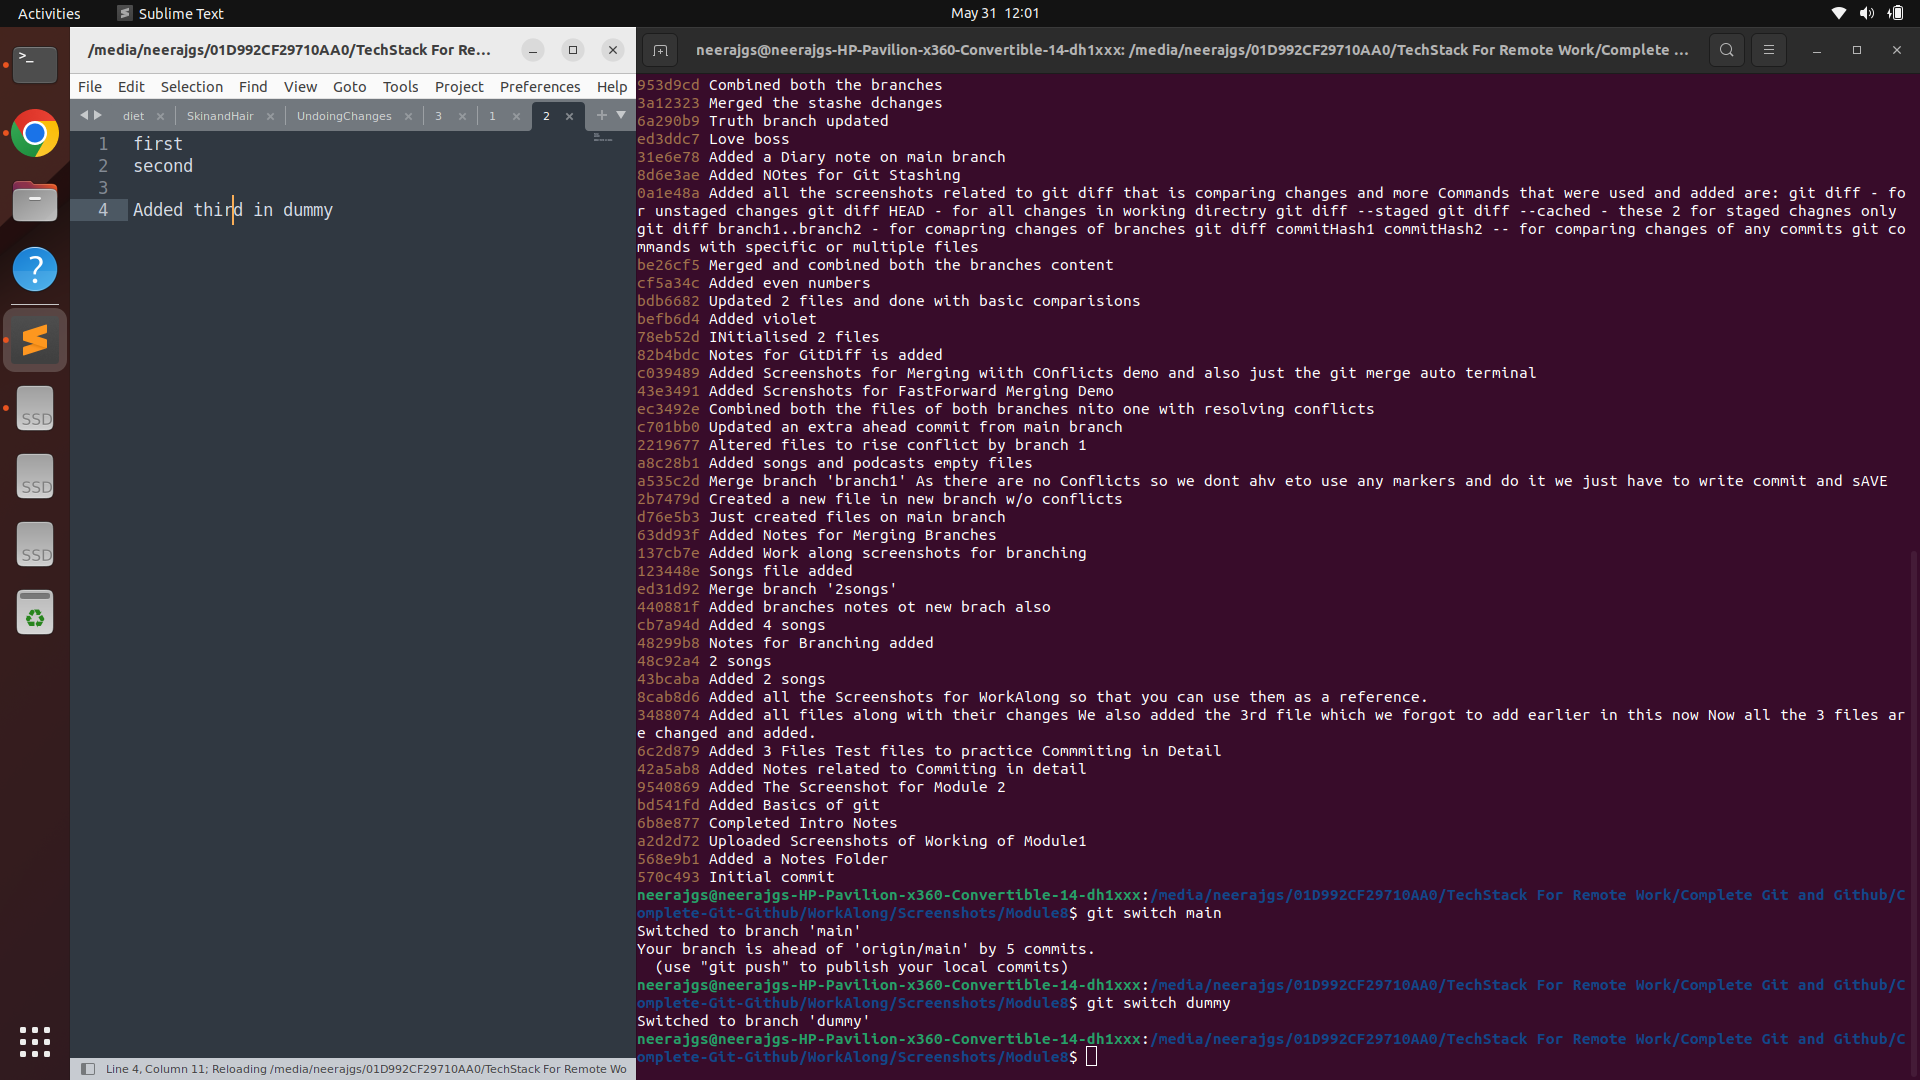 Activities
Sublime Text
May 31 12:01
/media/neerajgs/01D992CF29710AA0/TechStack For Re...
neerajgs@neerajgs-HP-Pavilion-x360-Convertible-14-dh1xxx: /media/neerajgs/01D992CF29710AA0/TechStack For Remote Work/Complete ...
File Edit Selection Find View Goto Tools Project Preferences Help
diet SkinandHair UndoingChanges 3 1 2
1 first
2 second
3
4 Added third in dummy
SSD
SSD
SSD
Line 4, Column 11; Reloading /media/neerajgs/01D992CF29710AA0/TechStack For Remote Wo
953d9cd Combined both the branches
3a12323 Merged the stashe dchanges
6a290b9 Truth branch updated
ed3ddc7 Love boss
31e6e78 Added a Diary note on main branch
8d6e3ae Added NOtes for Git Stashing
0a1e48a Added all the screenshots related to git diff that is comparing changes and more Commands that were used and added are: git diff - fo
r unstaged changes git diff HEAD - for all changes in working directry git diff --staged git diff --cached - these 2 for staged chagnes only
git diff branch1..branch2 - for comapring changes of branches git diff commitHash1 commitHash2 -- for comparing changes of any commits git co
mmands with specific or multiple files
be26cf5 Merged and combined both the branches content
cf5a34c Added even numbers
bdb6682 Updated 2 files and done with basic comparisions
befb6d4 Added violet
78eb52d INitialised 2 files
82b4bdc Notes for GitDiff is added
c039489 Added Screenshots for Merging wiith COnflicts demo and also just the git merge auto terminal
43e3491 Added Screnshots for FastForward Merging Demo
ec3492e Combined both the files of both branches nito one with resolving conflicts
c701bb0 Updated an extra ahead commit from main branch
2219677 Altered files to rise conflict by branch 1
a8c28b1 Added songs and podcasts empty files
a535c2d Merge branch 'branch1' As there are no Conflicts so we dont ahv eto use any markers and do it we just have to write commit and sAVE
2b7479d Created a new file in new branch w/o conflicts
d76e5b3 Just created files on main branch
63dd93f Added Notes for Merging Branches
137cb7e Added Work along screenshots for branching
123448e Songs file added
ed31d92 Merge branch '2songs'
440881f Added branches notes ot new brach also
cb7a94d Added 4 songs
48299b8 Notes for Branching added
48c92a4 2 songs
43bcaba Added 2 songs
8cab8d6 Added all the Screenshots for WorkAlong so that you can use them as a reference.
3488074 Added all files along with their changes We also added the 3rd file which we forgot to add earlier in this now Now all the 3 files ar
e changed and added.
6c2d879 Added 3 Files Test files to practice Commmiting in Detail
42a5ab8 Added Notes related to Commiting in detail
9540869 Added The Screenshot for Module 2
bd541fd Added Basics of git
6b8e877 Completed Intro Notes
a2d2d72 Uploaded Screenshots of Working of Module1
568e9b1 Added a Notes Folder
570c493 Initial commit
neerajgs@neerajgs-HP-Pavilion-x360-Convertible-14-dh1xxx:/media/neerajgs/01D992CF29710AA0/TechStack For Remote Work/Complete Git and Github/C
omplete-Git-Github/WorkAlong/Screenshots/Module8$ git switch main
Switched to branch 'main'
Your branch is ahead of 'origin/main' by 5 commits.
(use "git push" to publish your local commits)
neerajgs@neerajgs-HP-Pavilion-x360-Convertible-14-dh1xxx:/media/neerajgs/01D992CF29710AA0/TechStack For Remote Work/Complete Git and Github/C
omplete-Git-Github/WorkAlong/Screenshots/Module8$ git switch dummy
Switched to branch 'dummy'
neerajgs@neerajgs-HP-Pavilion-x360-Convertible-14-dh1xxx:/media/neerajgs/01D992CF29710AA0/TechStack For Remote Work/Complete Git and Github/C
omplete-Git-Github/WorkAlong/Screenshots/Module8$